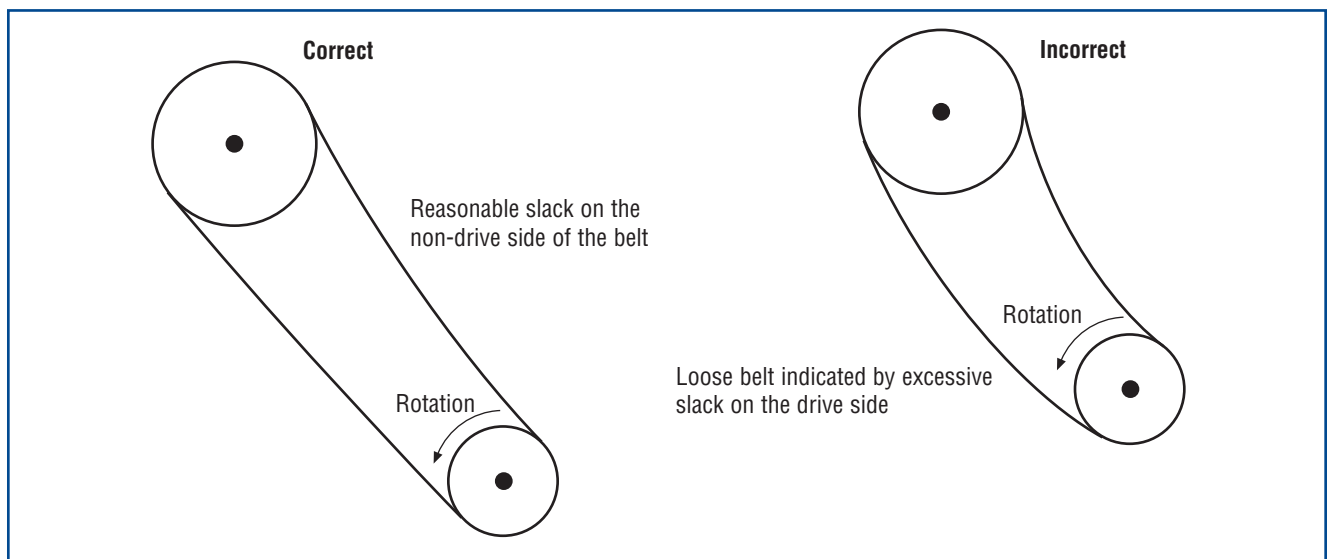 Correct
Reasonable slack on the
non-drive side of the belt
Rotation
Incorrect
Rotation
Loose belt indicated by excessive
slack on the drive side